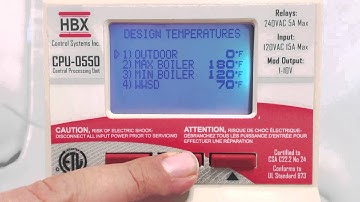 HBX
Control Systems Inc.
CPU-0550
Central Processing Unit
DESIGN TEMPERATURES
1) OUTDOOR 0°F
2) MAX BOILER 180°F
3) MIN BOILER 120°F
4) WWSD 70°F
Relays:
240VAC 5A Max
Input:
120VAC 15A Max
Mod Output:
1-10V
CAUTION, RISK OF ELECTRIC SHOCK-
DISCONNECT ALL INPUT POWER PRIOR TO SERVICING
ATTENTION, RISQUE DE CHOC ÉLECTRIQUE-
DÉBRANCHEZ TOUS LES PUISSANCE D'ENTRÉE POUR
EFFECTUER UNE RÉPARATION.
ETL
Certified to
CSA C22.2 No 24
Conforms to
UL Standard 873